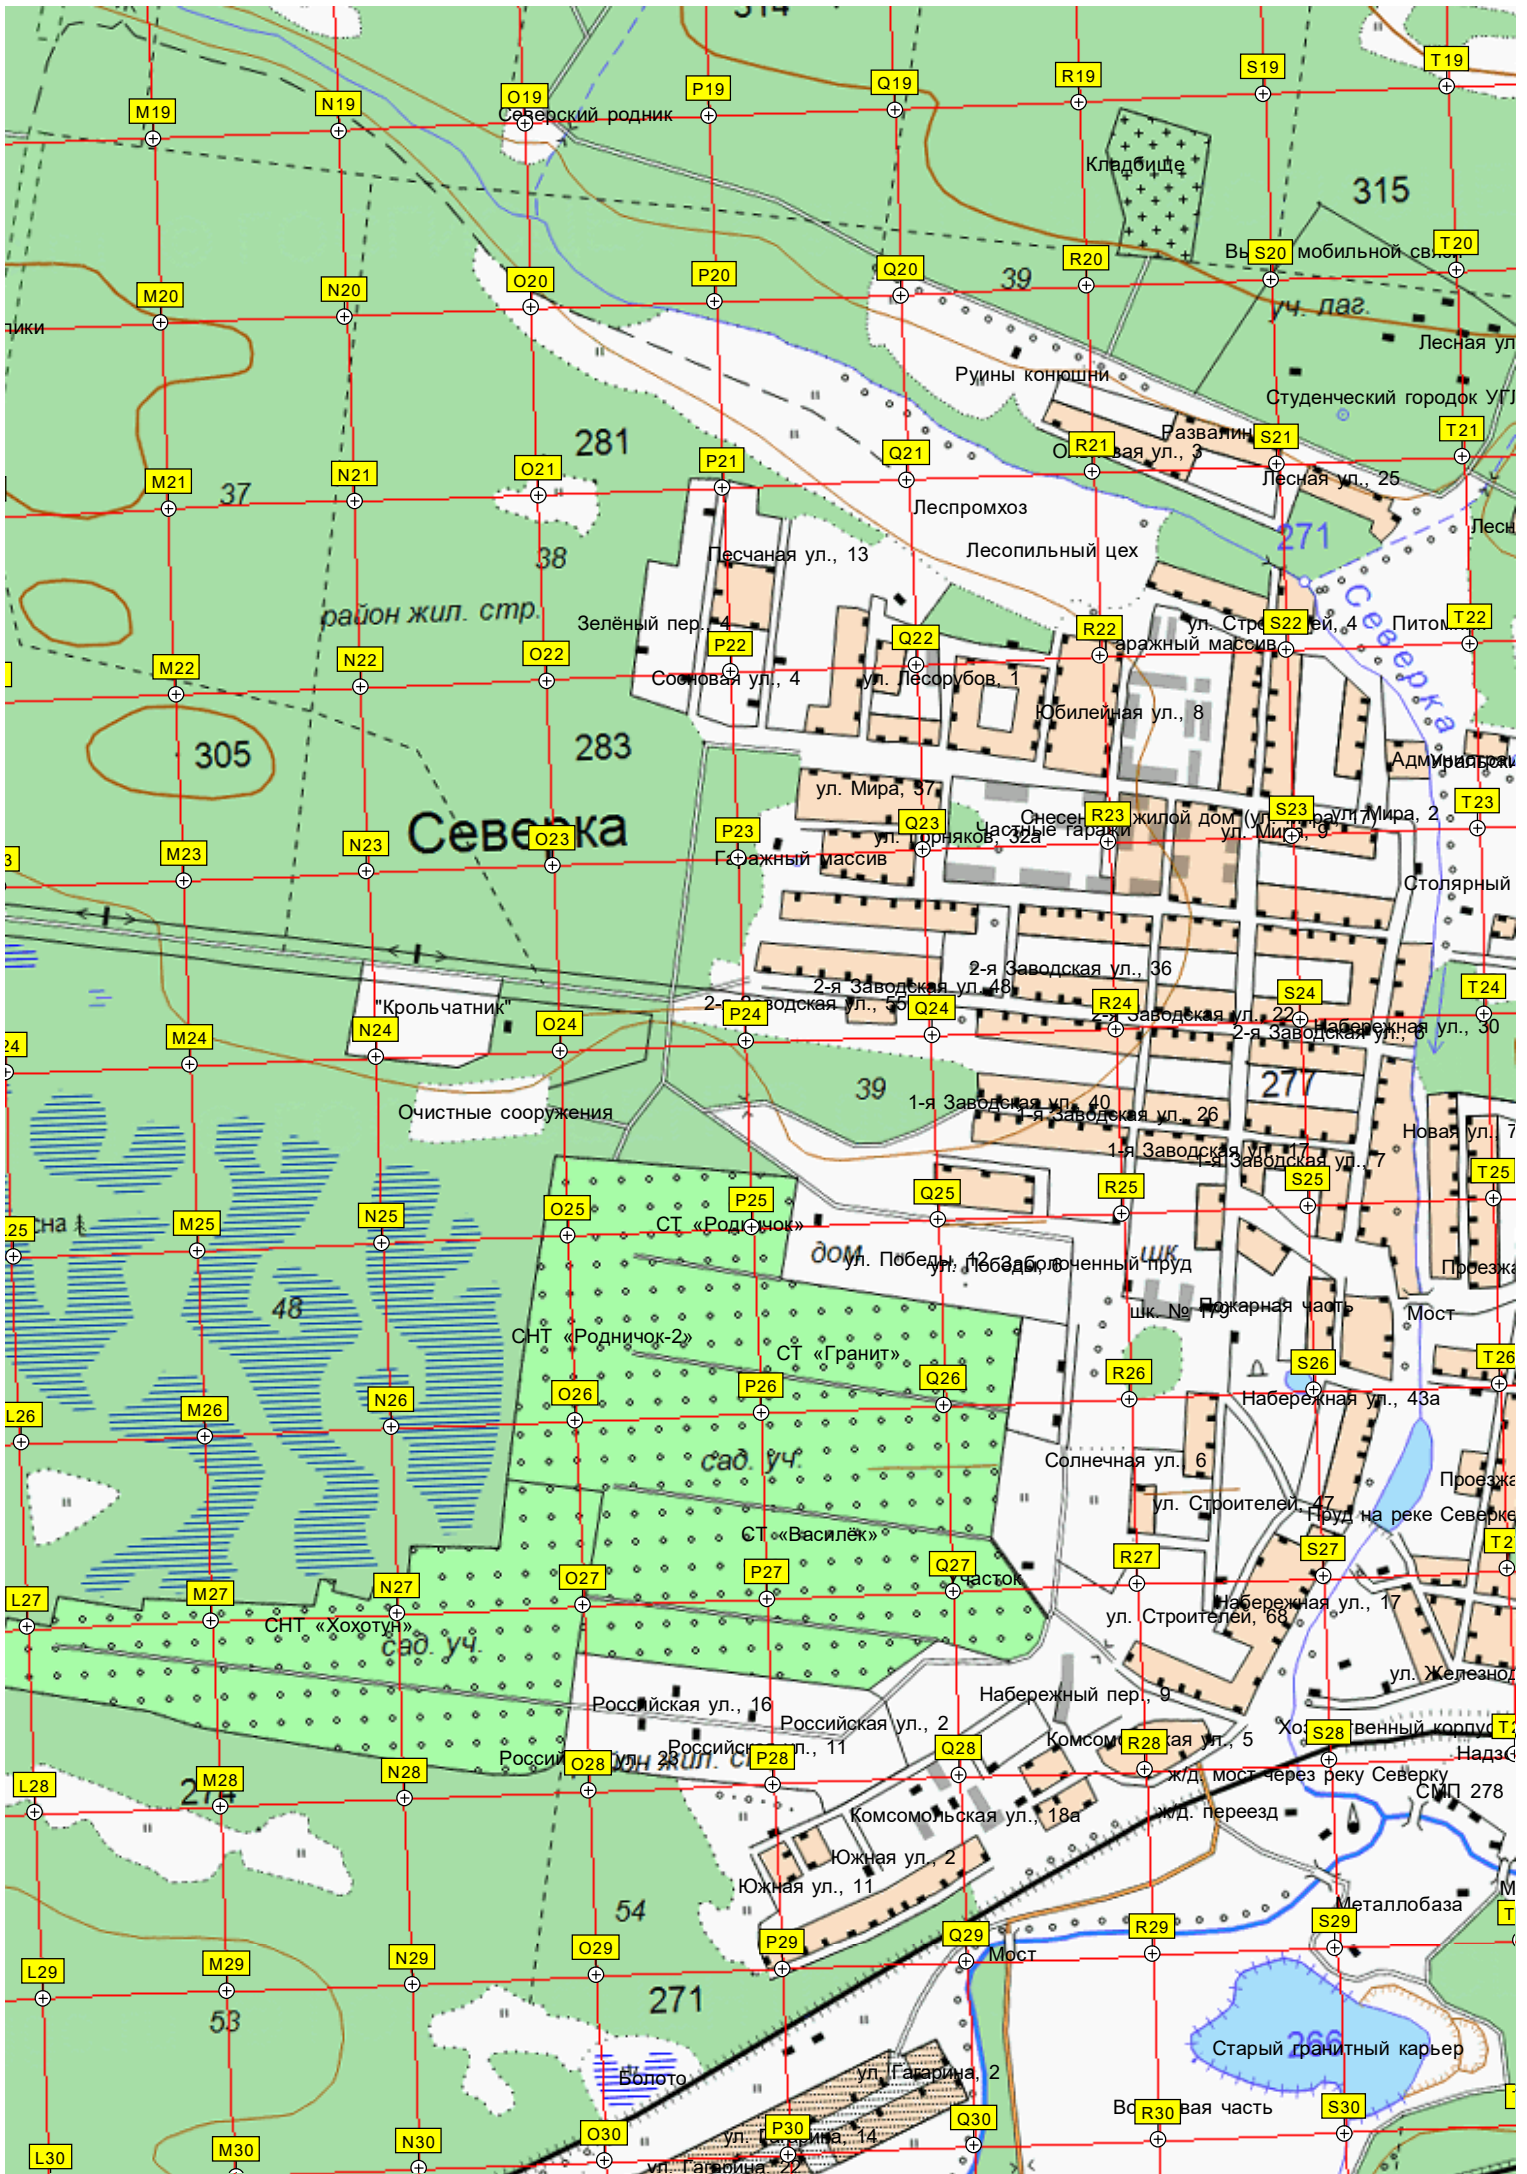 314
M19
N19
O19
P19
Q19
R19
S19
T19
Северский родник
Кладбище
315
M20
N20
O20
P20
Q20
R20
S20
T20
39
уч. лаг.
Лесная ул
Руины конюшни
Студенческий городок
281
M21
N21
O21
P21
Q21
R21
S21
T21
37
Лесная ул., 25
Леспромхоз
271
38
Песчаная ул., 13
Лесопильный цех
район жил. стр.
Северка
Зелёный пер., 4
M22
N22
O22
P22
Q22
R22
S22
T22
Сосновая ул., 4
ул. Лесорубов, 1
Юбилейная ул., 8
305
283
ул. Мира, 37
ул. Мира, 2
Северка
M23
N23
O23
P23
Q23
R23
S23
T23
ул. Горняков, 32а
Частные гаражи
ул. Мира, 9
Гаражный массив
Столярный
2-я Заводская ул., 36
2-я Заводская ул., 48
2-я Заводская ул., 55
"Крольчатник"
M24
N24
O24
P24
Q24
R24
S24
T24
2-я Заводская ул., 22
Набережная ул., 30
2-я Заводская ул., 6
39
277
Очистные сооружения
1-я Заводская ул., 40
1-я Заводская ул., 26
Новая ул., 7
1-я Заводская ул., 17
1-я Заводская ул., 7
M25
N25
O25
P25
Q25
R25
S25
T25
СТ «Родничок»
дом
шк
ул. Победы, 12
Заболоченный пруд
ул. Победы, 6
48
Пожарная часть
шк. № 179
Мост
СНТ «Родничок-2»
СТ «Гранит»
L26
M26
N26
O26
P26
Q26
R26
S26
T26
Набережная ул., 43а
сад. уч.
Солнечная ул., 6
ул. Строителей, 47
Пруд на реке Северке
СТ «Василёк»
L27
M27
N27
O27
P27
Q27
R27
S27
Участок
СНТ «Хохотун»
сад. уч.
Набережная ул., 17
ул. Строителей, 68
ул. Железнод
Российская ул., 16
Набережный пер., 9
Российская ул., 2
Российская ул., 11
Комсомольская ул., 5
L28
M28
N28
O28
P28
Q28
R28
S28
274
ж/д. мост через реку Северку
СМП 278
Комсомольская ул., 18а
ж/д. переезд
Южная ул., 2
Южная ул., 11
54
Металлобаза
L29
M29
N29
O29
P29
Q29
R29
S29
Мост
53
271
266
Старый гранитный карьер
Болото
ул. Гагарина, 2
L30
M30
N30
O30
P30
Q30
R30
S30
ул. Гагарина, 14
ул. Гагарина, 22